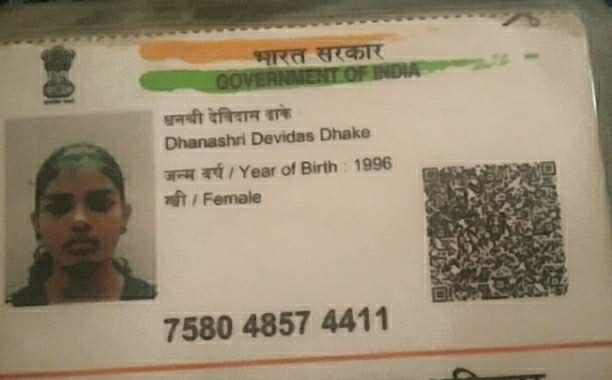 भारत सरकार
GOVERNMENT OF INDIA
धनश्री देविदास ढाके
Dhanashri Devidas Dhake
जन्म वर्ष / Year of Birth : 1996
स्त्री / Female
7580 4857 4411